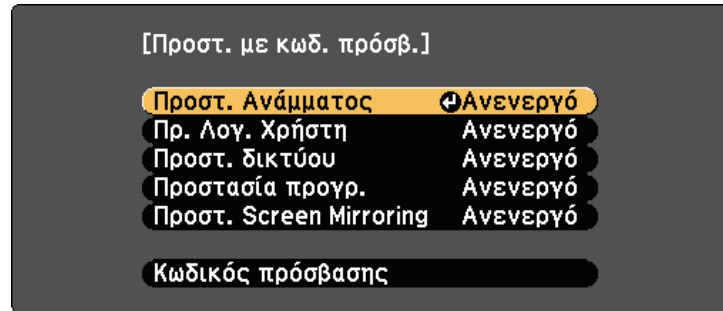 [Προστ. με κωδ. πρόσβ.]
Προστ. Ανάμματος Ανενεργό
Πρ. Λογ. Χρήστη Ανενεργό
Προστ. δικτύου Ανενεργό
Προστασία προγρ. Ανενεργό
Προστ. Screen Mirroring Ανενεργό
Κωδικός πρόσβασης